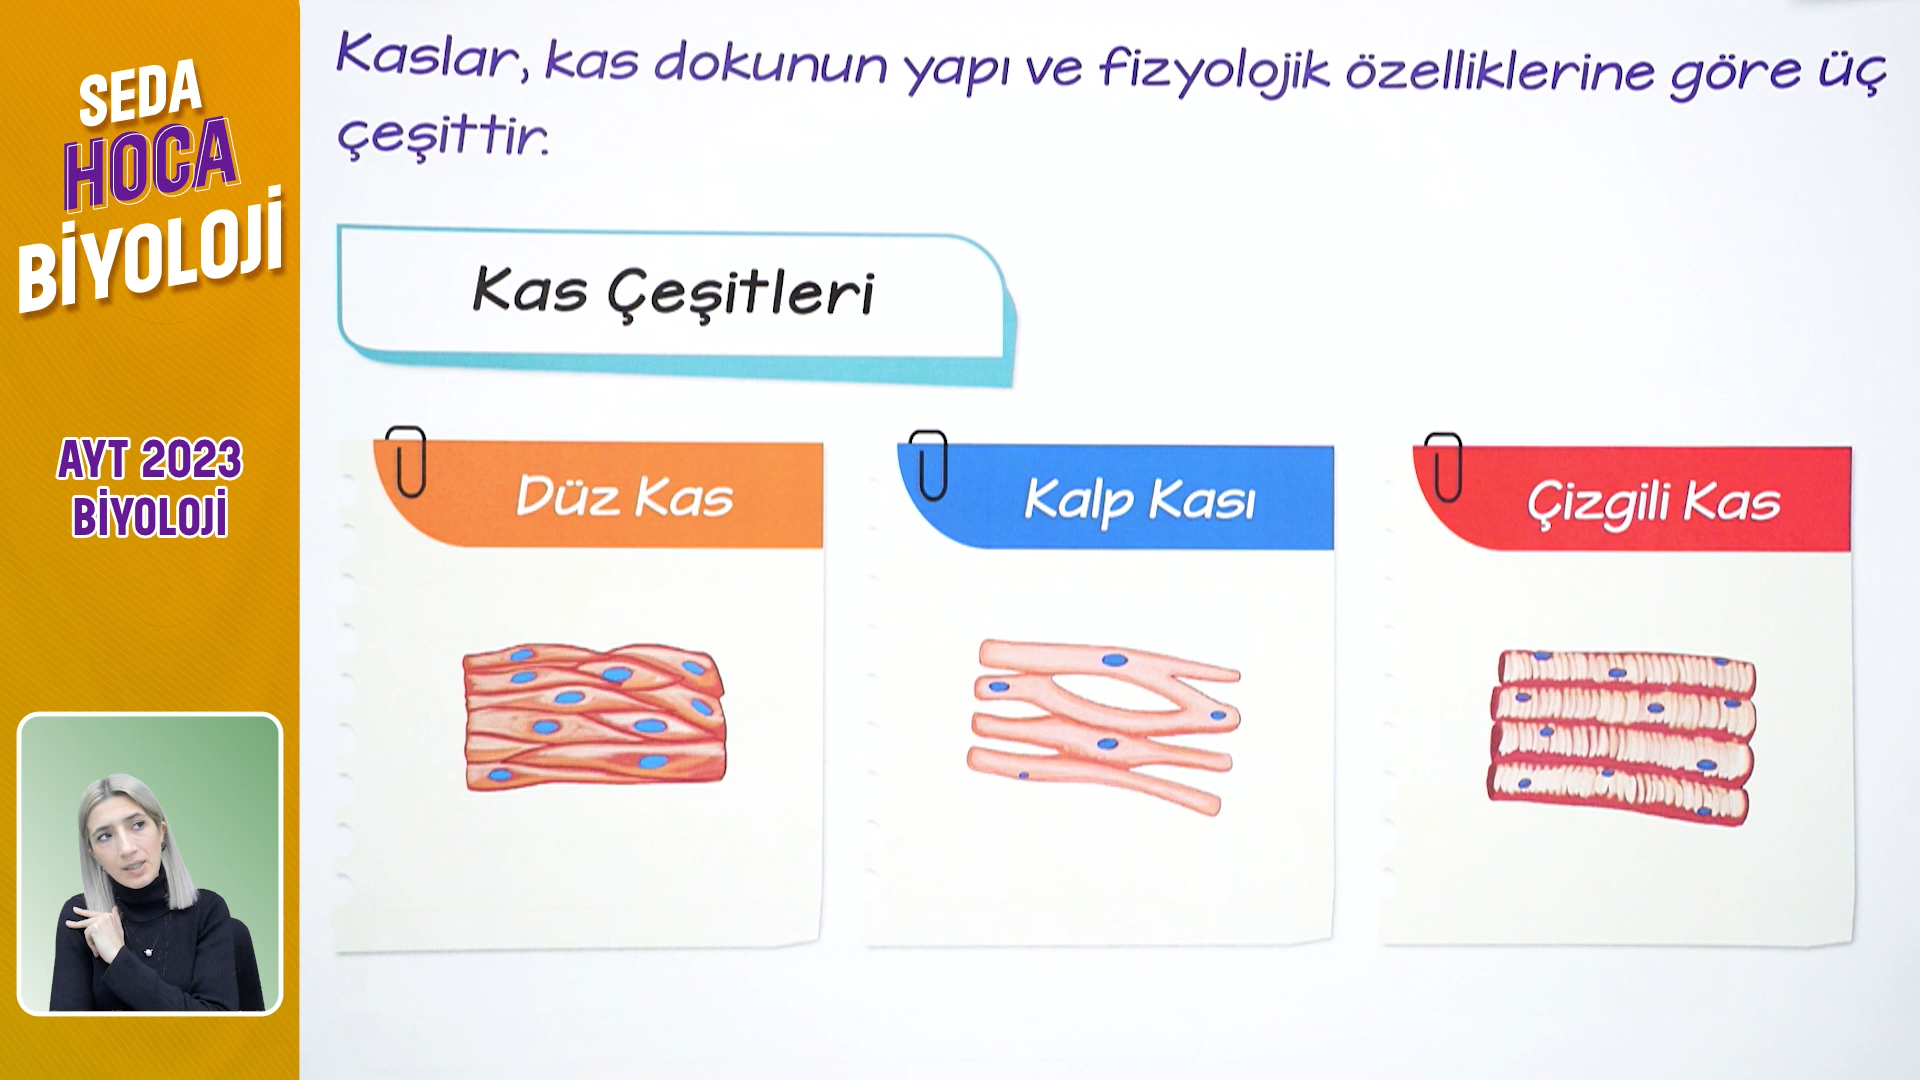 SEDA
HOCA
BİYOLOJİ
AYT 2023
BİYOLOJİ
Kaslar, kas dokunun yapı ve fizyolojik özelliklerine göre üç
çeşittir.
Kas Çeşitleri
Düz Kas
Kalp Kası
Çizgili Kas